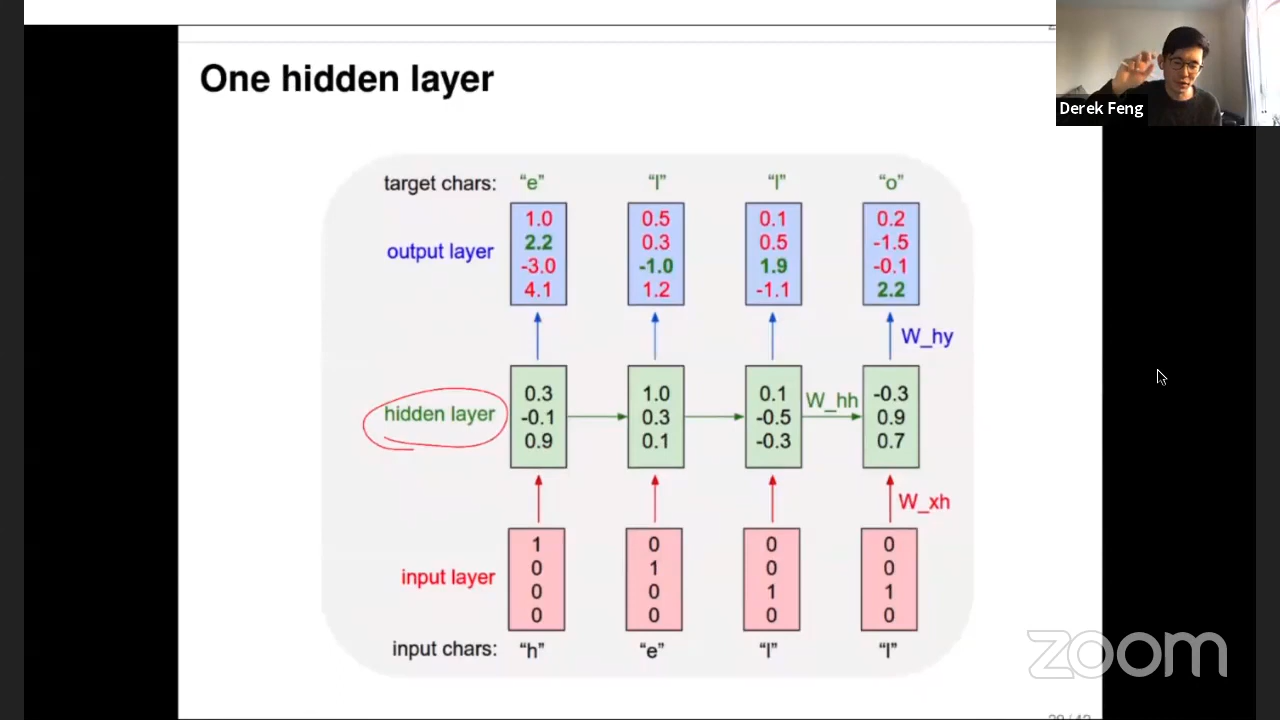 One hidden layer
Derek Feng
target chars: “e” “l” “l” “o”
output layer
1.0 0.5 0.1 0.2
2.2 0.3 0.5 -1.5
-3.0 -1.0 1.9 -0.1
4.1 1.2 -1.1 2.2
W_hy
hidden layer
0.3 1.0 0.1 -0.3
-0.1 0.3 -0.5 0.9
0.9 0.1 -0.3 0.7
W_hh
W_xh
input layer
1 0 0 0
0 1 0 0
0 0 1 1
0 0 0 0
input chars: “h” “e” “l” “l”
zoom